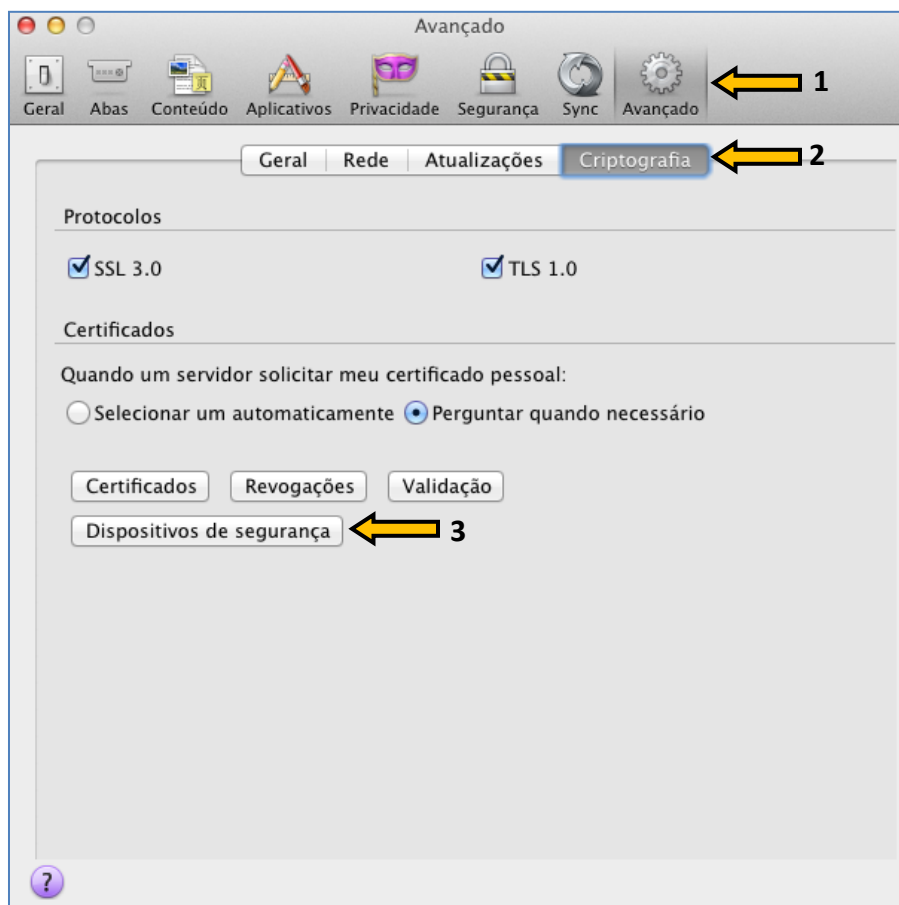 Avançado
Geral Abas Conteúdo Aplicativos Privacidade Segurança Sync Avançado 1
Geral Rede Atualizações Criptografia 2
Protocolos
SSL 3.0 TLS 1.0
Certificados
Quando um servidor solicitar meu certificado pessoal:
Selecionar um automaticamente Perguntar quando necessário
Certificados Revogações Validação
Dispositivos de segurança 3
?